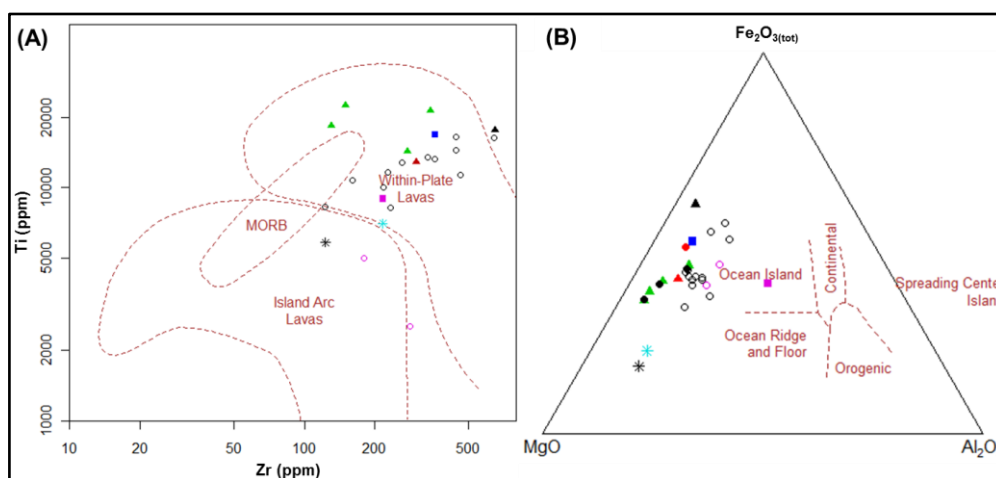 (A)
Ti (ppm)
20000
10000
5000
2000
1000
Within-Plate
Lavas
MORB
Island Arc
Lavas
10
20
50
100
200
500
Zr (ppm)
(B)
Fe₂O₃(tot)
Ocean Island
Continental
Spreading Cente
Islan
Ocean Ridge
and Floor
Orogenic
MgO
Al₂O